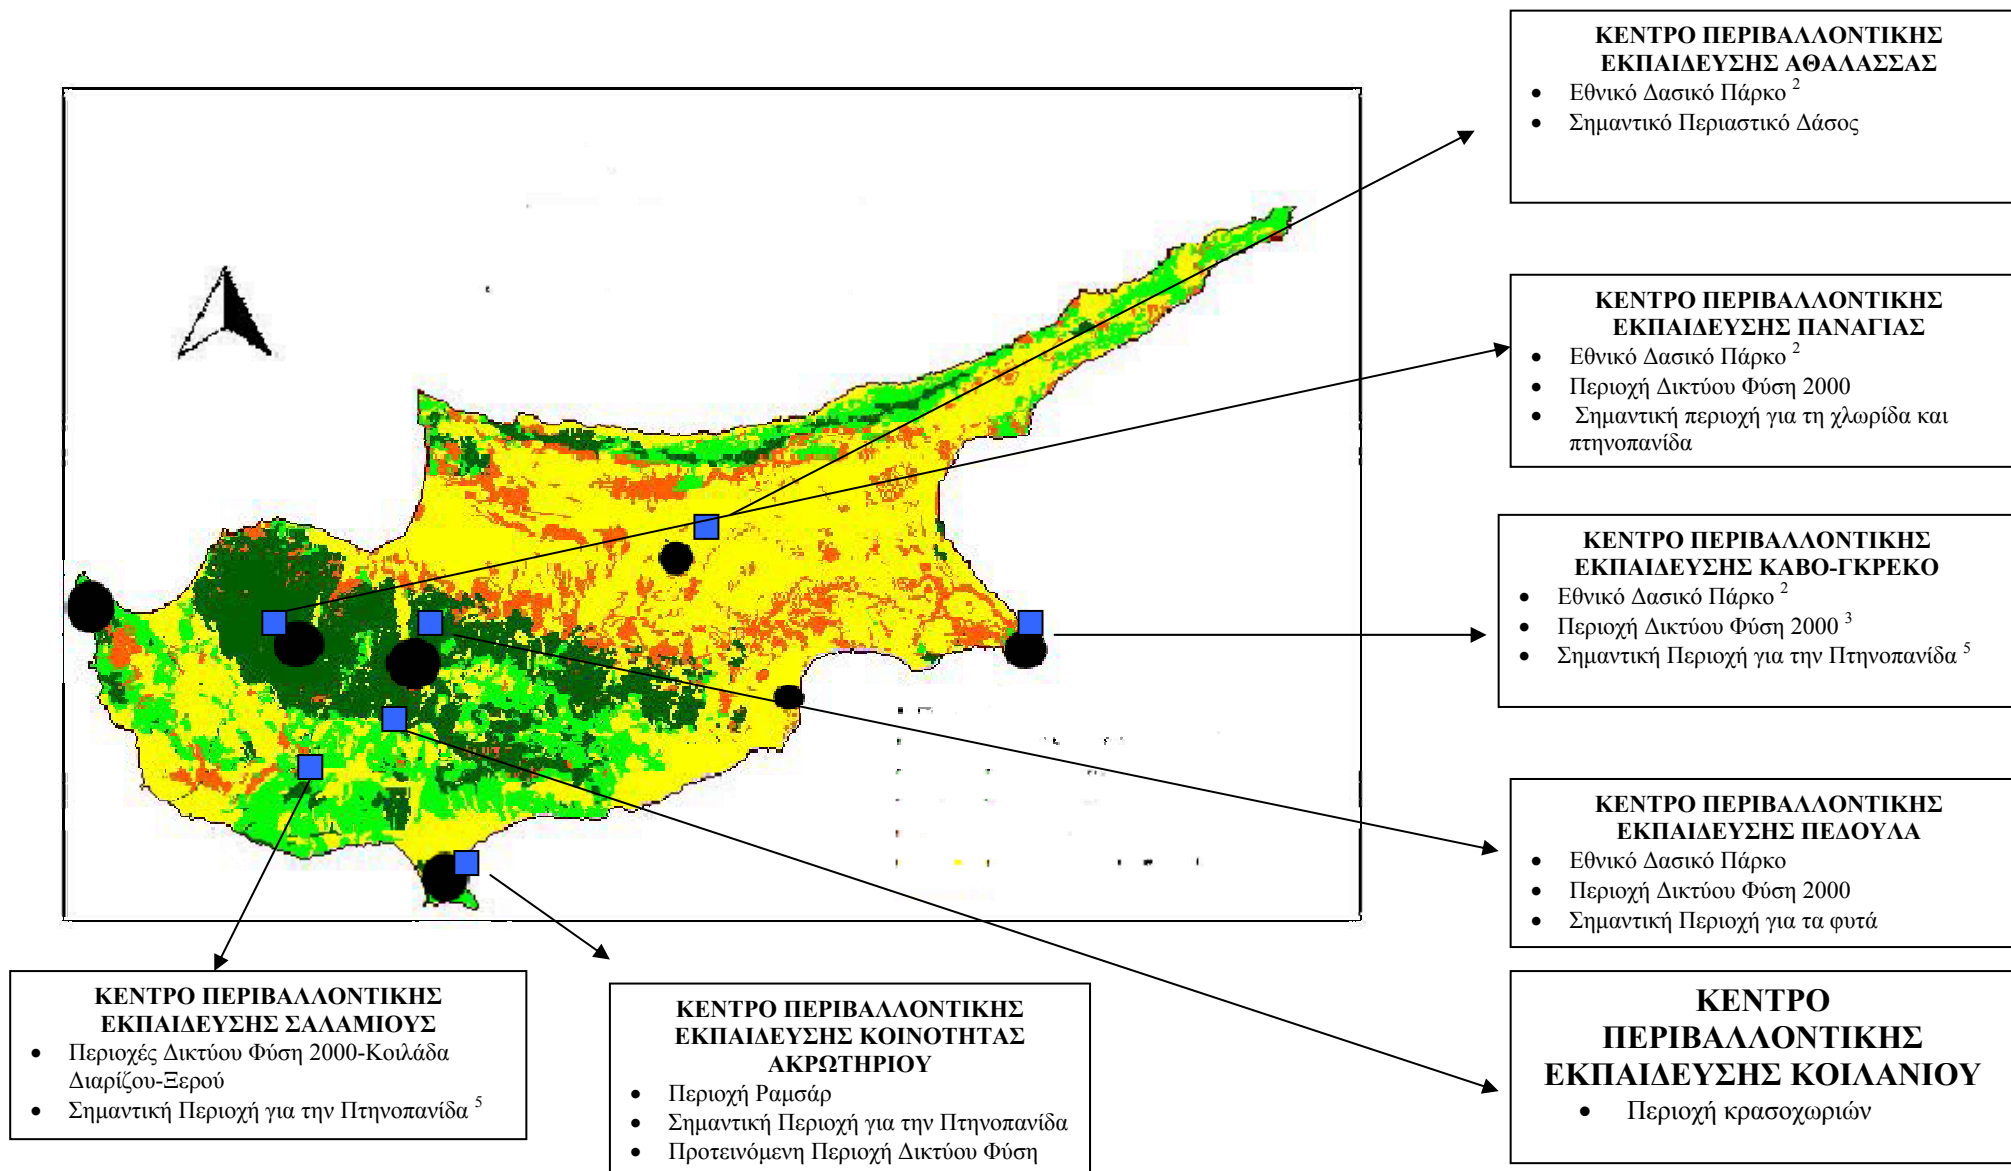 ΚΕΝΤΡΟ ΠΕΡΙΒΑΛΛΟΝΤΙΚΗΣ
ΕΚΠΑΙΔΕΥΣΗΣ ΑΘΑΛΑΣΣΑΣ
• Εθνικό Δασικό Πάρκο 2
• Σημαντικό Περιαστικό Δάσος
ΚΕΝΤΡΟ ΠΕΡΙΒΑΛΛΟΝΤΙΚΗΣ
ΕΚΠΑΙΔΕΥΣΗΣ ΠΑΝΑΓΙΑΣ
• Εθνικό Δασικό Πάρκο 2
• Περιοχή Δικτύου Φύση 2000
• Σημαντική περιοχή για τη χλωρίδα και
πτηνοπανίδα
ΚΕΝΤΡΟ ΠΕΡΙΒΑΛΛΟΝΤΙΚΗΣ
ΕΚΠΑΙΔΕΥΣΗΣ ΚΑΒΟ-ΓΚΡΕΚΟ
• Εθνικό Δασικό Πάρκο 2
• Περιοχή Δικτύου Φύση 2000 3
• Σημαντική Περιοχή για την Πτηνοπανίδα 5
ΚΕΝΤΡΟ ΠΕΡΙΒΑΛΛΟΝΤΙΚΗΣ
ΕΚΠΑΙΔΕΥΣΗΣ ΠΕΔΟΥΛΑ
• Εθνικό Δασικό Πάρκο
• Περιοχή Δικτύου Φύση 2000
• Σημαντική Περιοχή για τα φυτά
ΚΕΝΤΡΟ
ΠΕΡΙΒΑΛΛΟΝΤΙΚΗΣ
ΕΚΠΑΙΔΕΥΣΗΣ ΚΟΙΛΑΝΙΟΥ
• Περιοχή κρασοχωριών
ΚΕΝΤΡΟ ΠΕΡΙΒΑΛΛΟΝΤΙΚΗΣ
ΕΚΠΑΙΔΕΥΣΗΣ ΣΑΛΑΜΙΟΥΣ
• Περιοχές Δικτύου Φύση 2000-Κοιλάδα
Διαρίζου-Ξερού
• Σημαντική Περιοχή για την Πτηνοπανίδα 5
ΚΕΝΤΡΟ ΠΕΡΙΒΑΛΛΟΝΤΙΚΗΣ
ΕΚΠΑΙΔΕΥΣΗΣ ΚΟΙΝΟΤΗΤΑΣ
ΑΚΡΩΤΗΡΙΟΥ
• Περιοχή Ραμσάρ
• Σημαντική Περιοχή για την Πτηνοπανίδα
• Προτεινόμενη Περιοχή Δικτύου Φύση